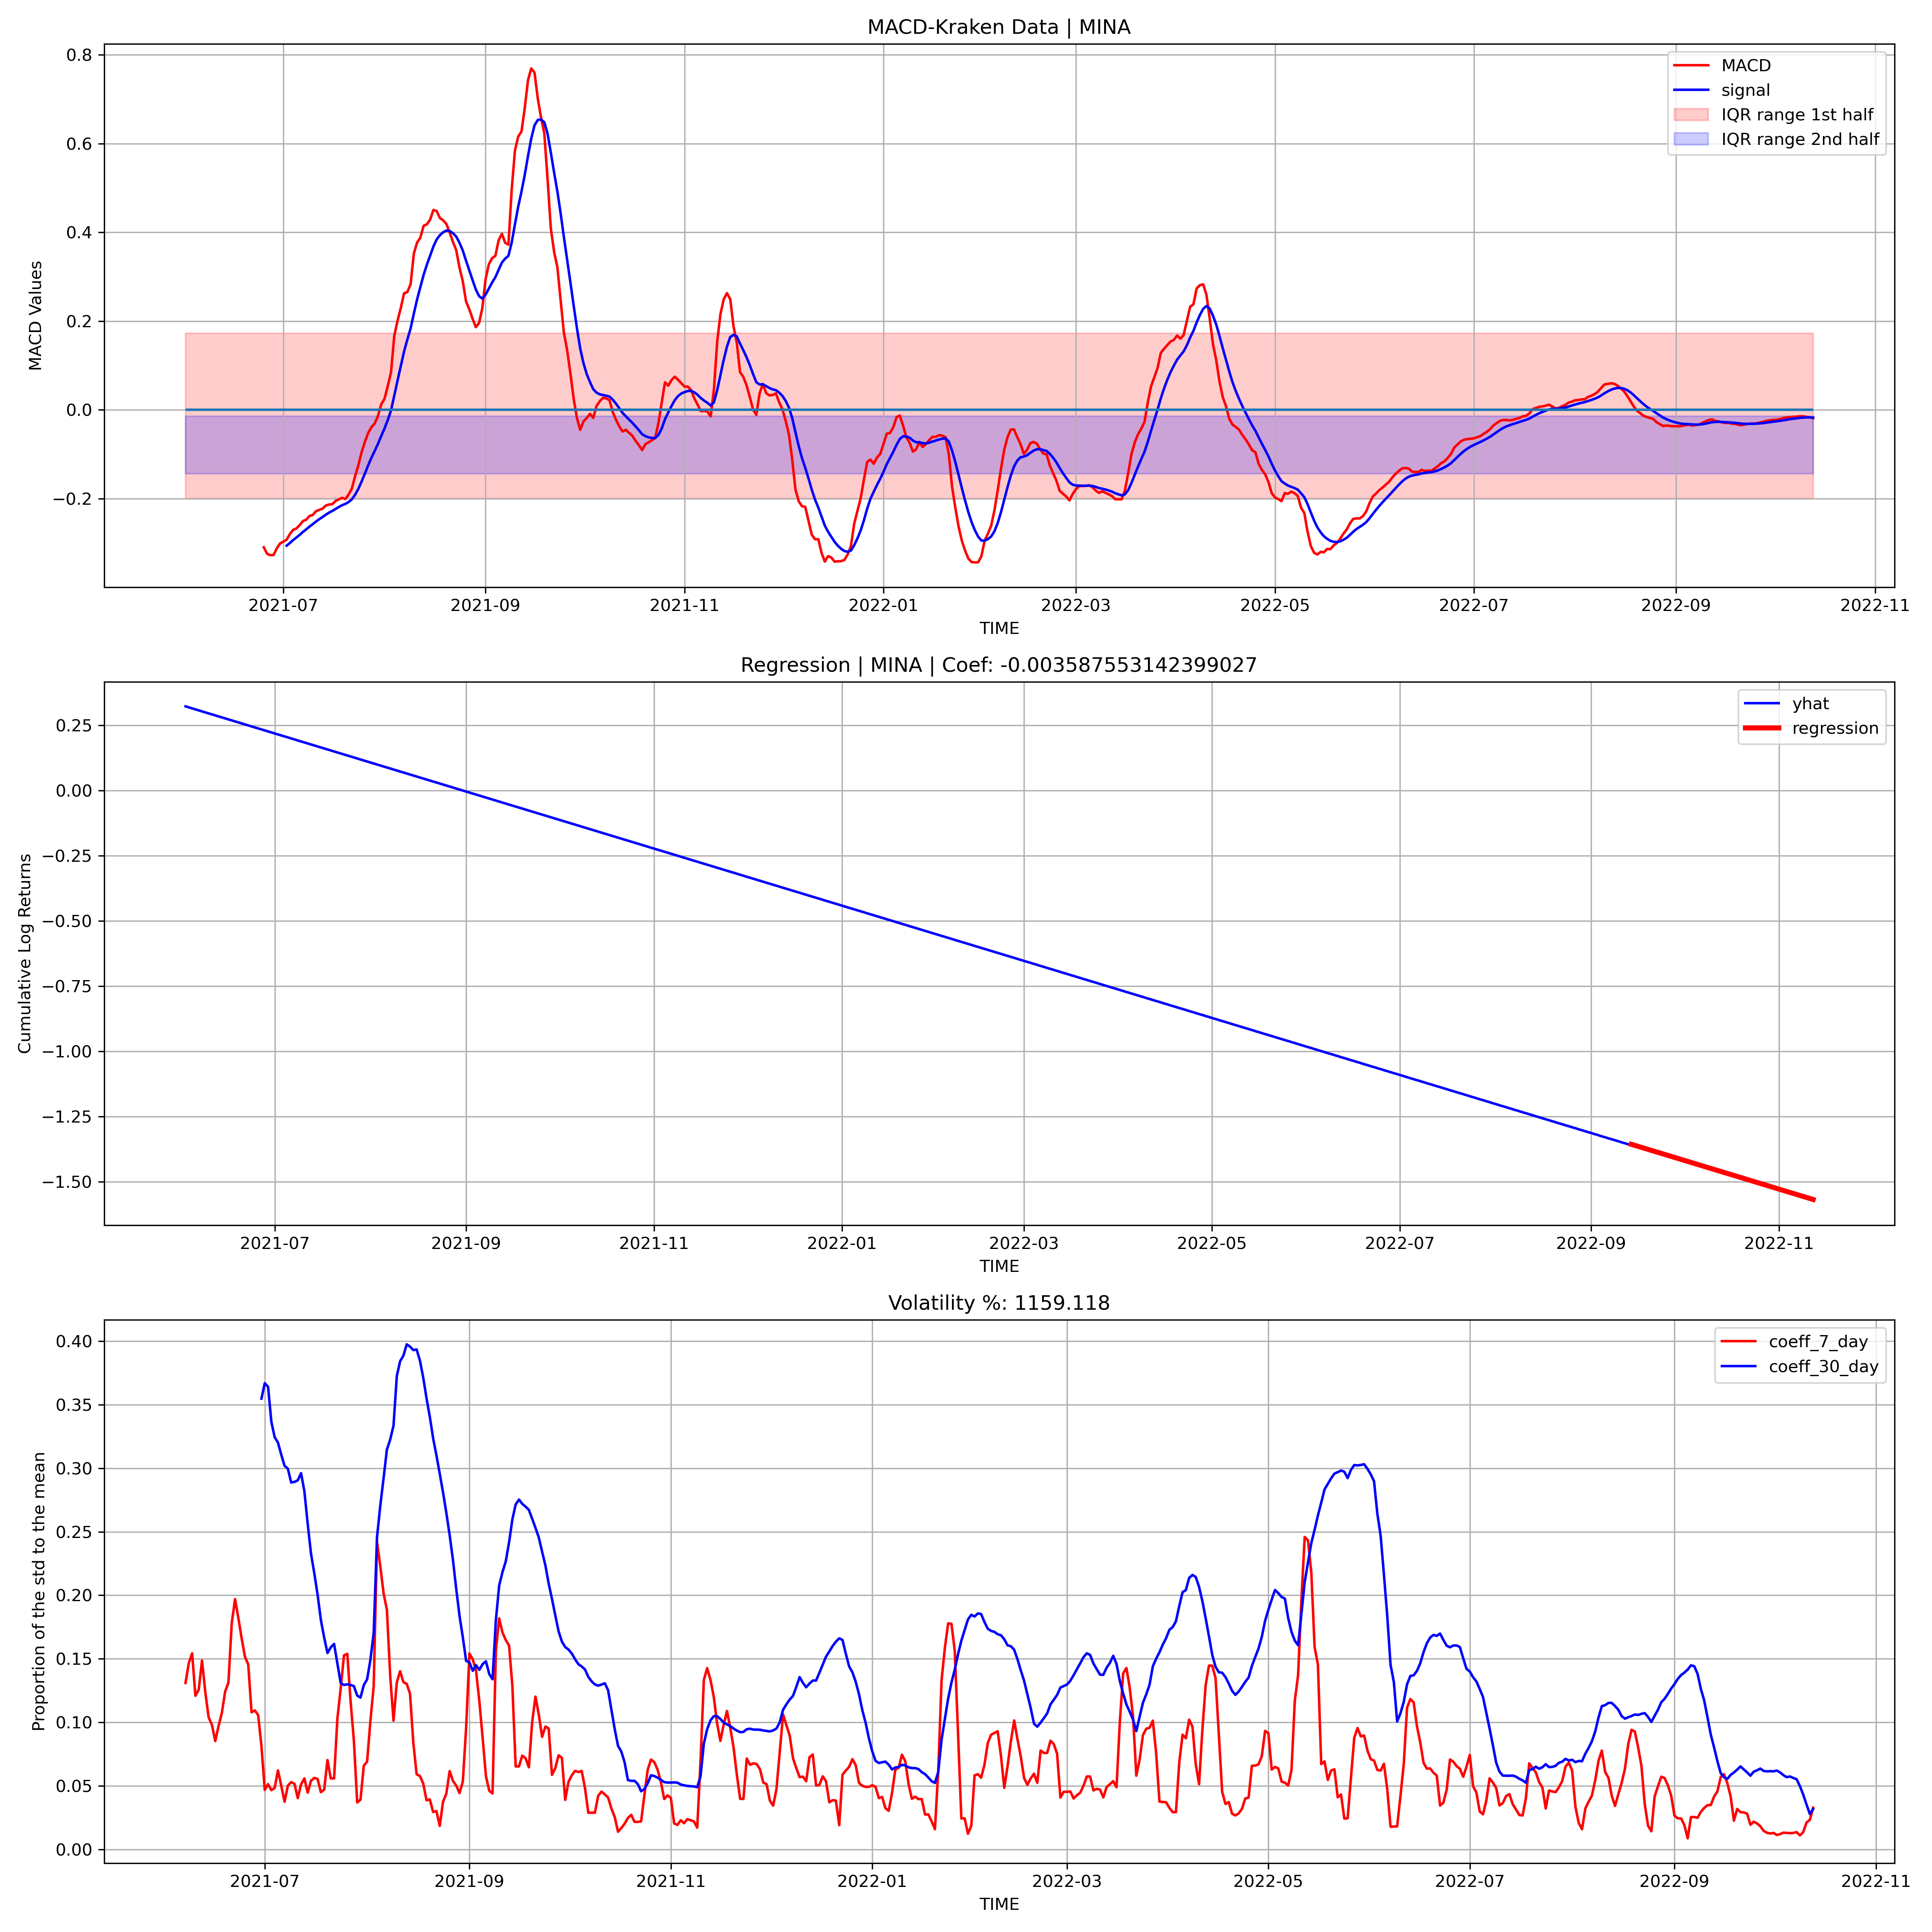 MACD-Kraken Data | MINA
MACD Values
0.8
0.6
0.4
0.2
0.0
−0.2
MACD
signal
IQR range 1st half
IQR range 2nd half
2021-07 2021-09 2021-11 2022-01 2022-03 2022-05 2022-07 2022-09 2022-11
TIME
Regression | MINA | Coef: -0.003587553142399027
Cumulative Log Returns
0.25
0.00
−0.25
−0.50
−0.75
−1.00
−1.25
−1.50
yhat
regression
2021-07 2021-09 2021-11 2022-01 2022-03 2022-05 2022-07 2022-09 2022-11
TIME
Volatility %: 1159.118
Proportion of the std to the mean
0.40
0.35
0.30
0.25
0.20
0.15
0.10
0.05
0.00
coeff_7_day
coeff_30_day
2021-07 2021-09 2021-11 2022-01 2022-03 2022-05 2022-07 2022-09 2022-11
TIME